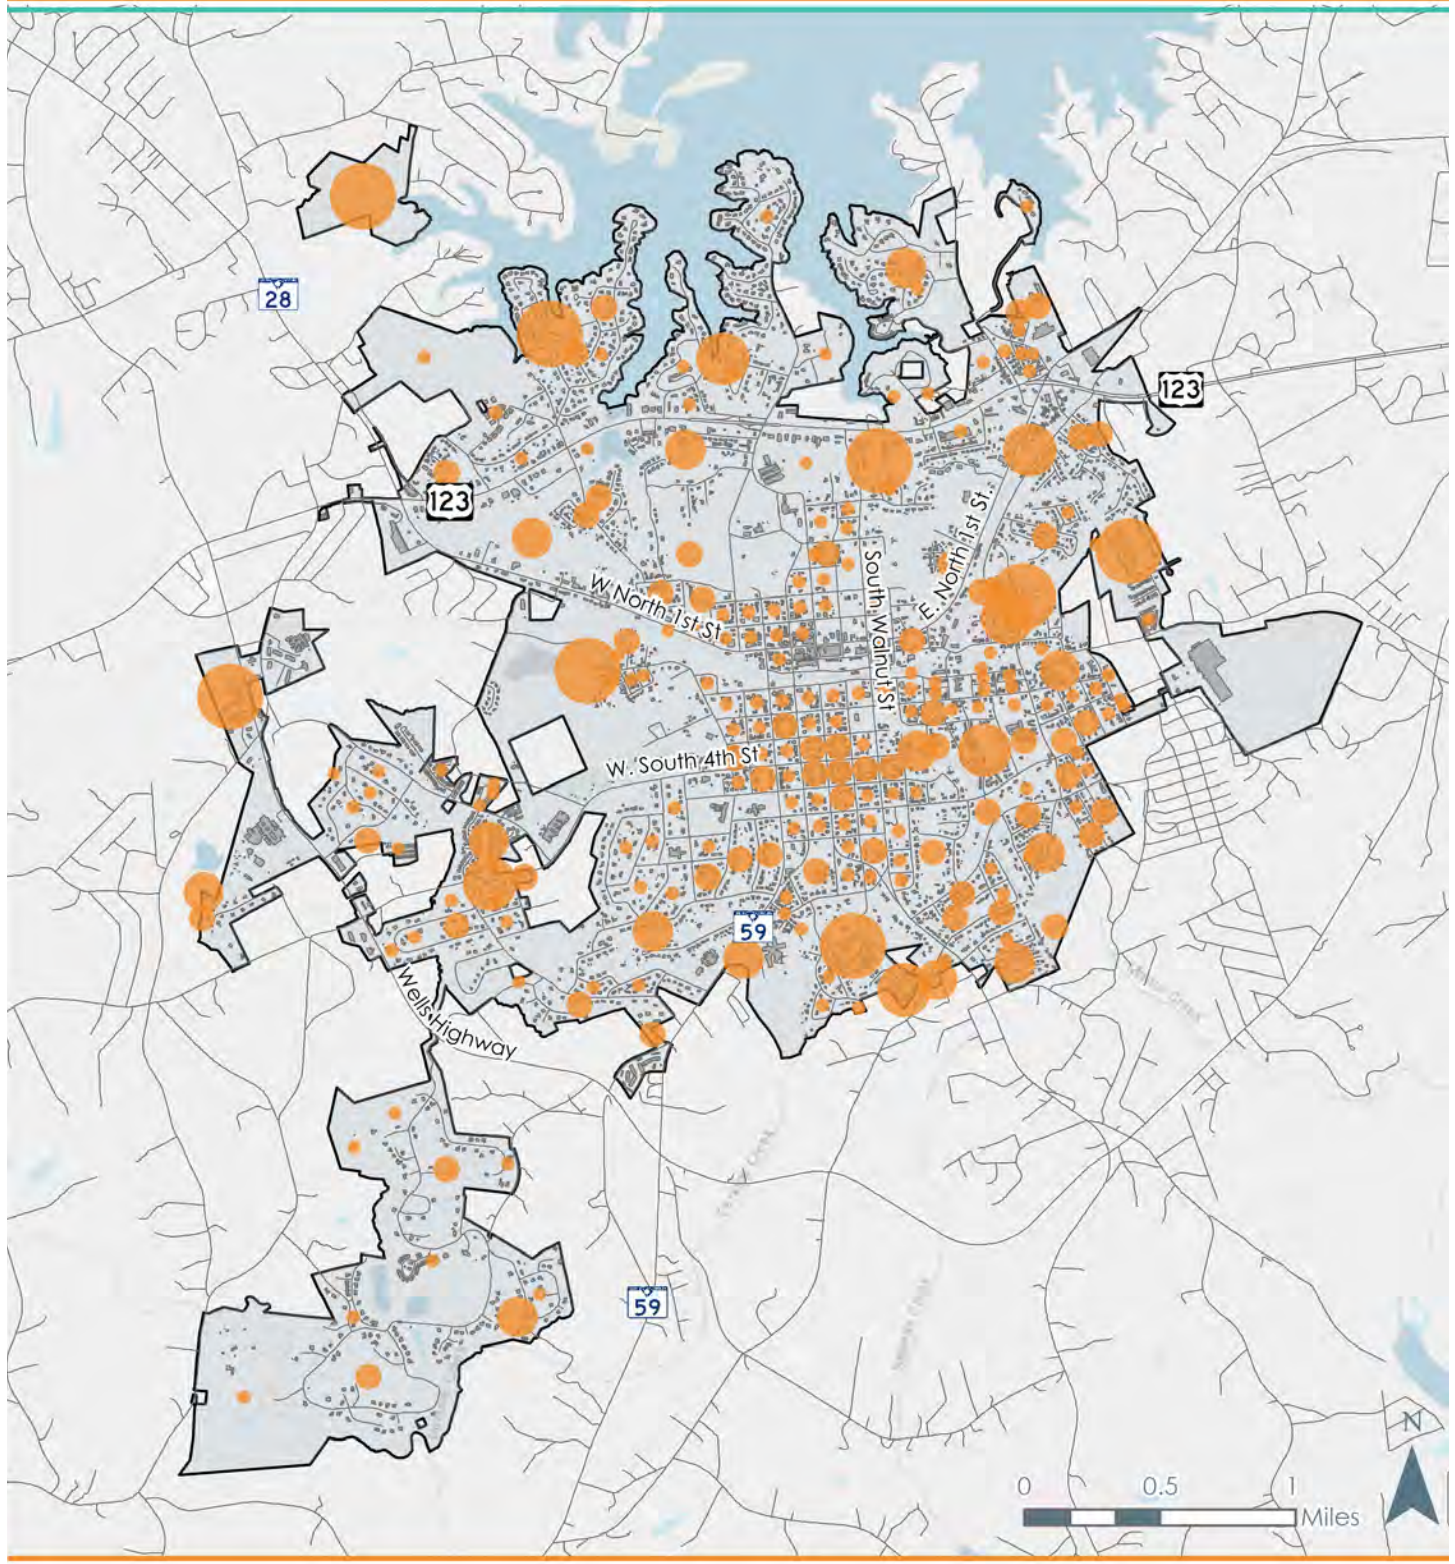 28
123
123
W North 1st St
South Walnut St.
E. North 1st St.
W. South 4th St
59
Wells Highway
59
N
0 0.5 1
Miles